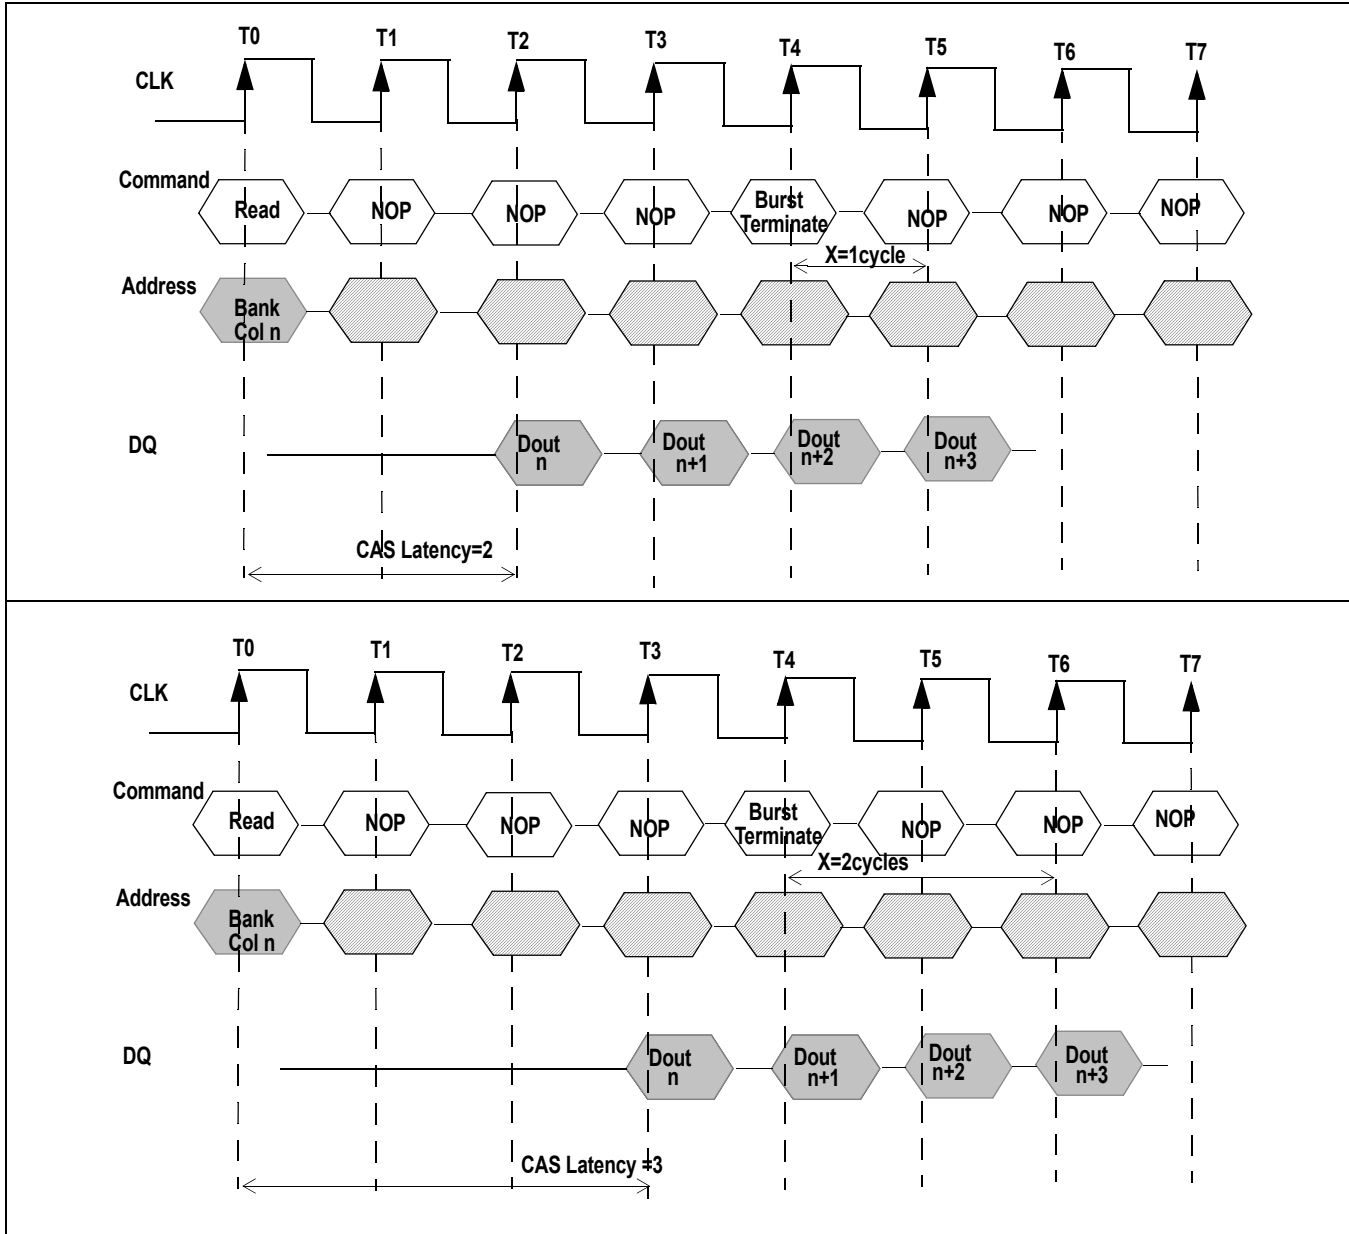 T0 T1 T2 T3 T4 T5 T6 T7
CLK
Command
Read NOP NOP NOP Burst Terminate NOP NOP NOP
X=1cycle
Address
Bank
Col n
DQ
Dout n Dout n+1 Dout n+2 Dout n+3
CAS Latency=2
T0 T1 T2 T3 T4 T5 T6 T7
CLK
Command
Read NOP NOP NOP Burst Terminate NOP NOP NOP
X=2cycles
Address
Bank
Col n
DQ
Dout n Dout n+1 Dout n+2 Dout n+3
CAS Latency =3